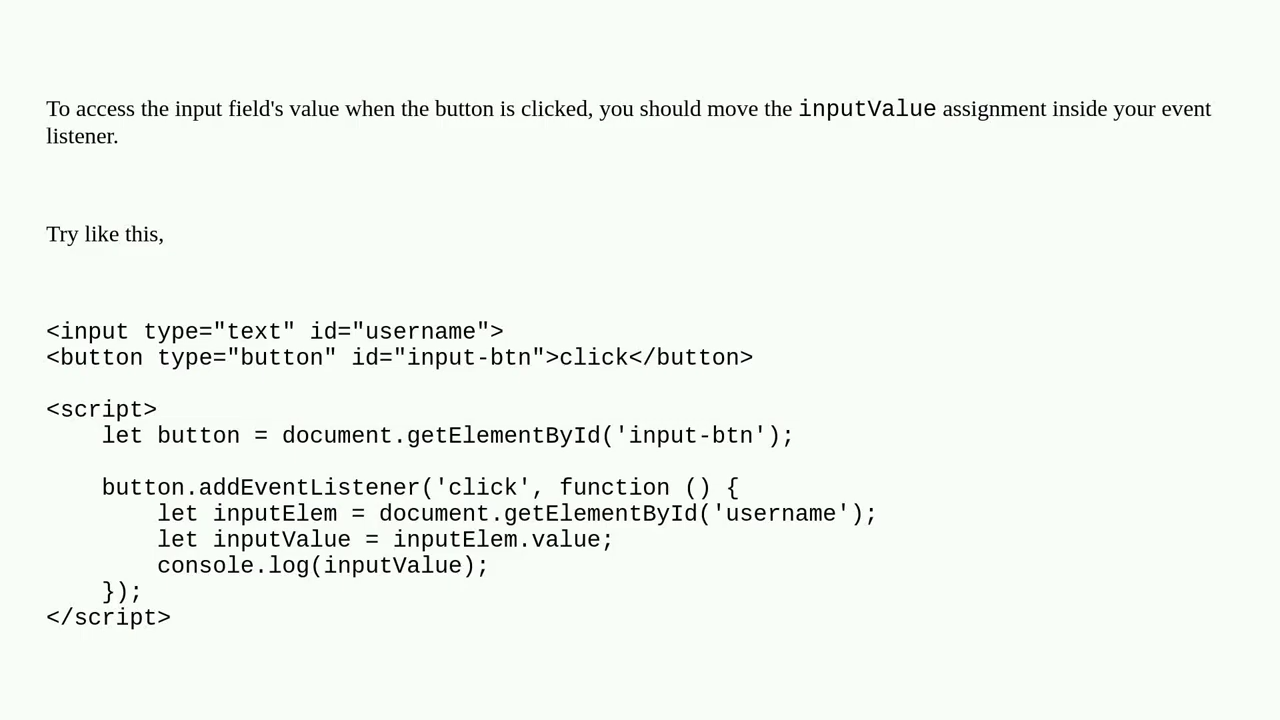 To access the input field's value when the button is clicked, you should move the inputValue assignment inside your event
listener.
Try like this,
<input type="text" id="username">
<button type="button" id="input-btn">click</button>
<script>
    let button = document.getElementById('input-btn');
    button.addEventListener('click', function () {
        let inputElem = document.getElementById('username');
        let inputValue = inputElem.value;
        console.log(inputValue);
    });
</script>